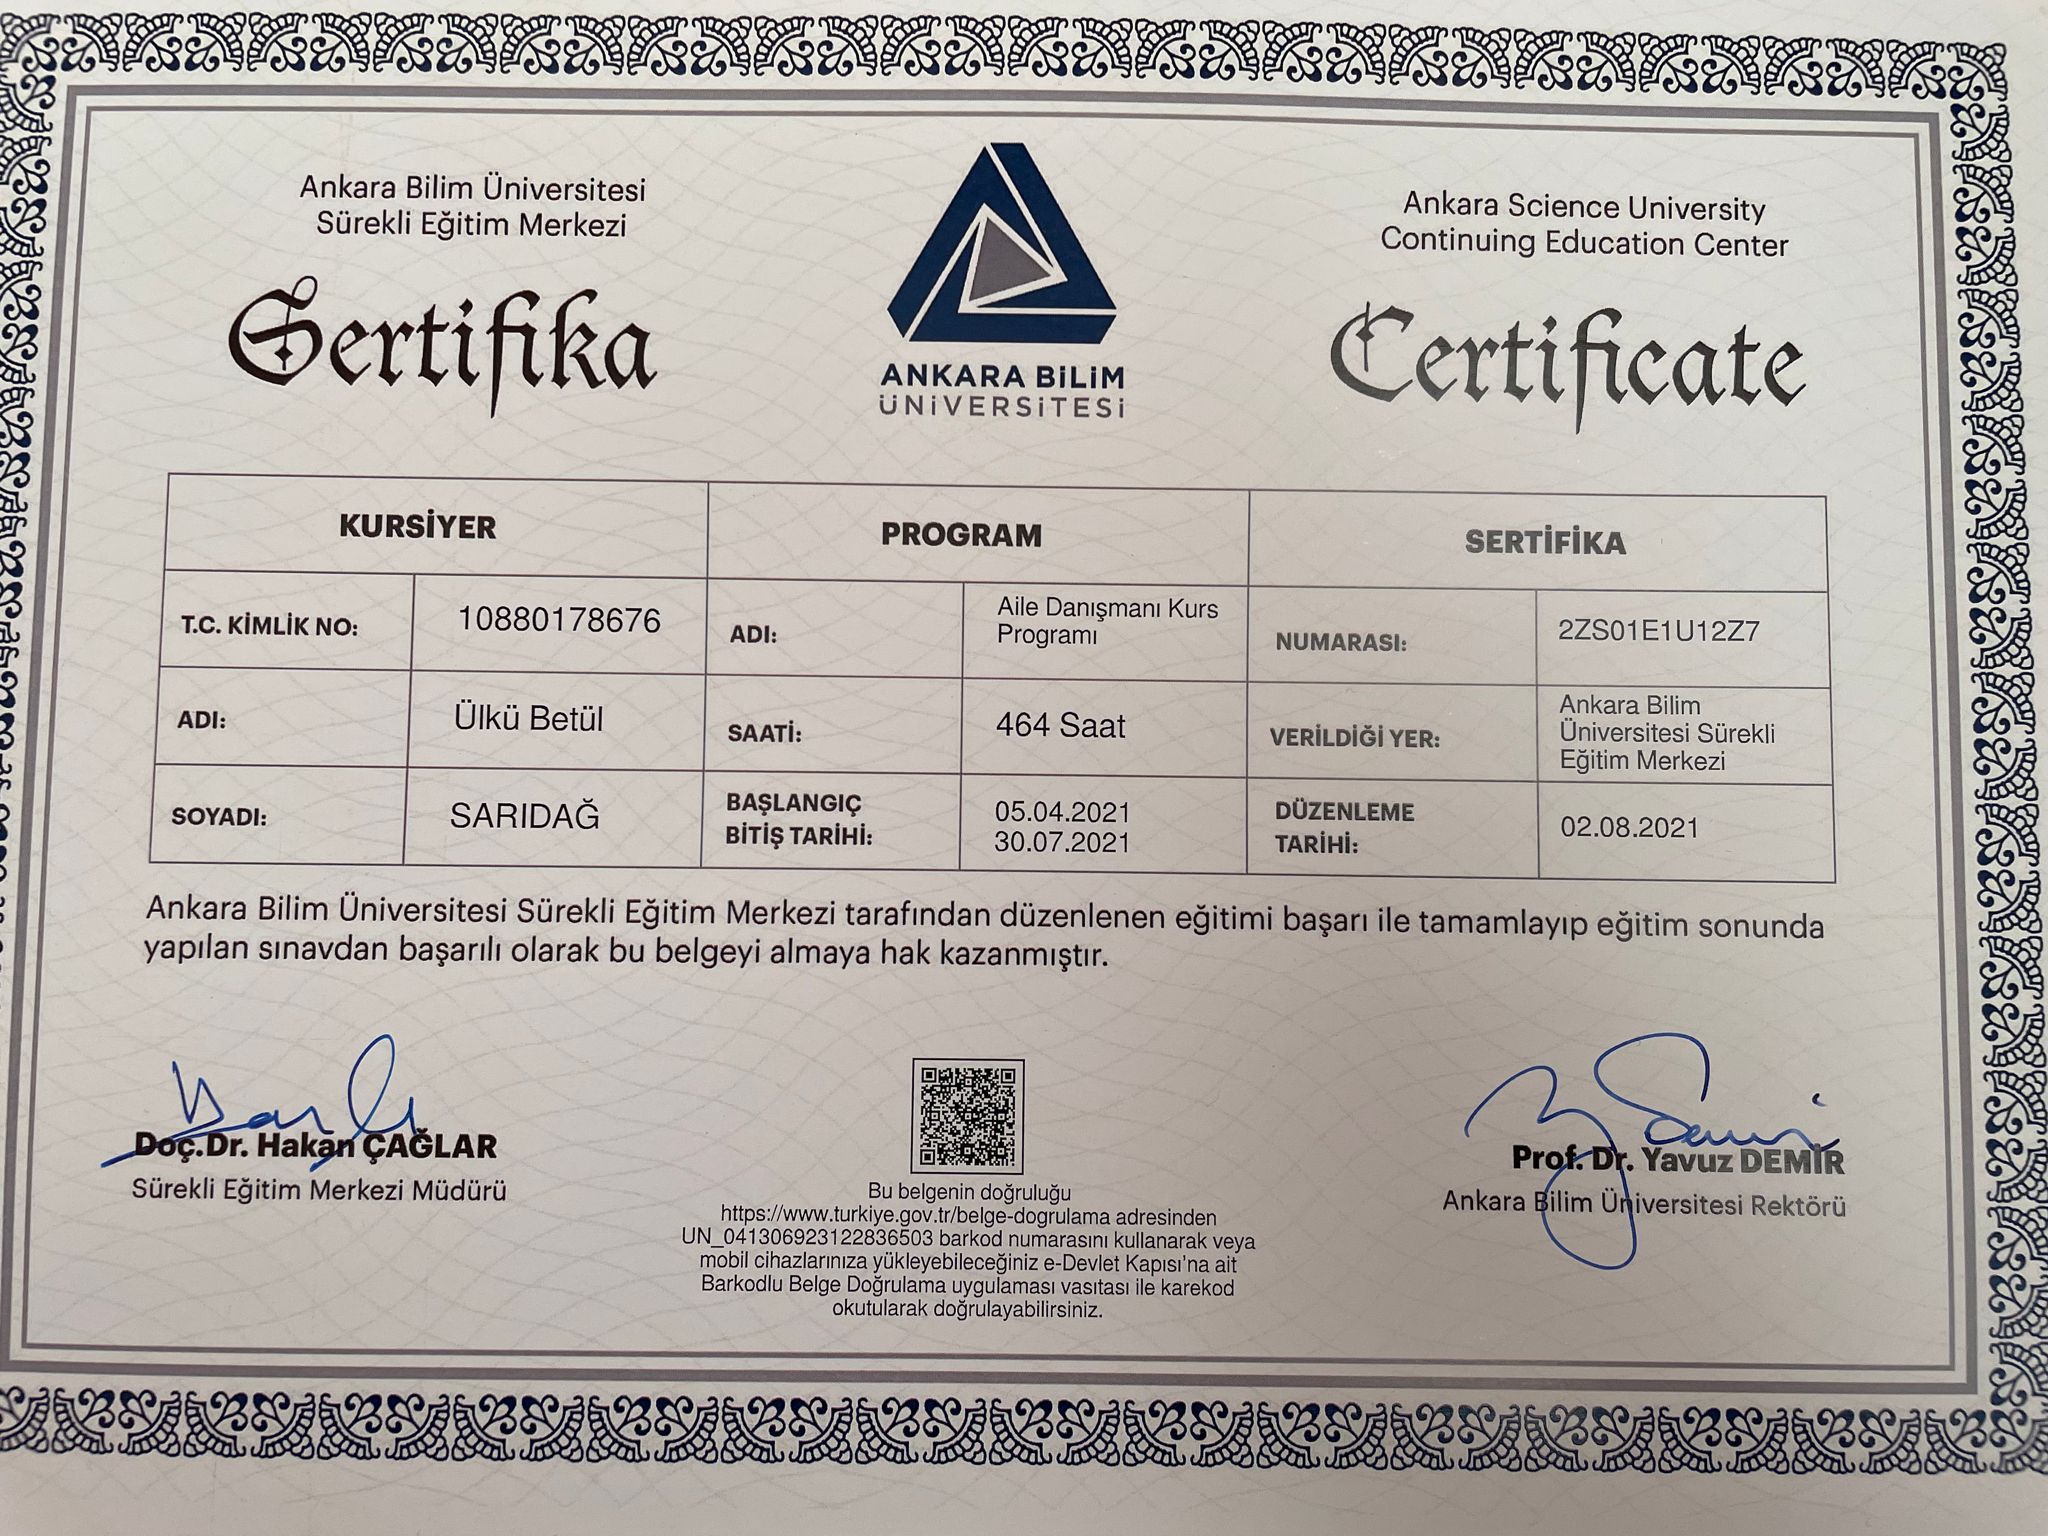 Ankara Bilim Üniversitesi
Sürekli Eğitim Merkezi
Sertifika
ANKARA BİLİM
ÜNİVERSİTESİ
Ankara Science University
Continuing Education Center
Certificate
KURSİYER
PROGRAM
SERTİFİKA
T.C. KİMLİK NO:
10880178676
ADI:
Aile Danışmanı Kurs
Programı
NUMARASI:
2ZS01E1U12Z7
ADI:
Ülkü Betül
SAATİ:
464 Saat
VERİLDİĞİ YER:
Ankara Bilim
Üniversitesi Sürekli
Eğitim Merkezi
SOYADI:
SARIDAĞ
BAŞLANGIÇ
BİTİŞ TARİHİ:
05.04.2021
30.07.2021
DÜZENLEME
TARİHİ:
02.08.2021
Ankara Bilim Üniversitesi Sürekli Eğitim Merkezi tarafından düzenlenen eğitimi başarı ile tamamlayıp eğitim sonunda
yapılan sınavdan başarılı olarak bu belgeyi almaya hak kazanmıştır.
Doç.Dr. Hakan ÇAĞLAR
Sürekli Eğitim Merkezi Müdürü
Bu belgenin doğruluğu
https://www.turkiye.gov.tr/belge-dogrulama adresinden
UN_041306923122836503 barkod numarasını kullanarak veya
mobil cihazlarınıza yükleyebileceğiniz e-Devlet Kapısı'na ait
Barkodlu Belge Doğrulama uygulaması vasıtası ile karekod
okutularak doğrulayabilirsiniz.
Prof. Dr. Yavuz DEMİR
Ankara Bilim Üniversitesi Rektörü